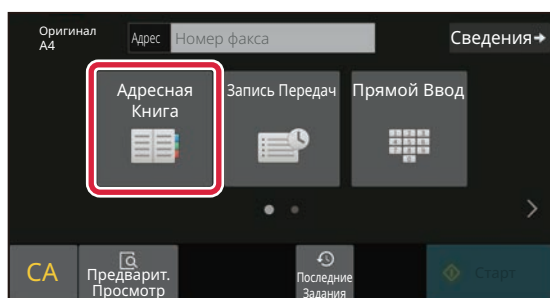 Оригинал
A4
Адрес Номер факса
Сведения
Адресная
Книга
Запись Передач
Прямой Ввод
CA
Предварит.
Просмотр
Последние
Задания
Старт